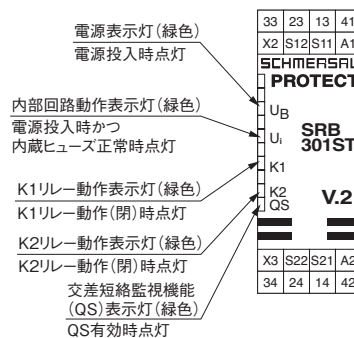 電源表示灯(緑色)
電源投入時点灯
内部回路動作表示灯(緑色)
電源投入時かつ
内蔵ヒューズ正常時点灯
K1リレー動作表示灯(緑色)
K1リレー動作(閉)時点灯
K2リレー動作表示灯(緑色)
K2リレー動作(閉)時点灯
交差短絡監視機能
(QS)表示灯(緑色)
QS有効時点灯
33 23 13 41
X2 S12 S11 A1
SCHMERSAL
PROTECT
UB
Ui
SRB
301ST
K1
K2
QS
V.2
X3 S22 S21 A2
34 24 14 42